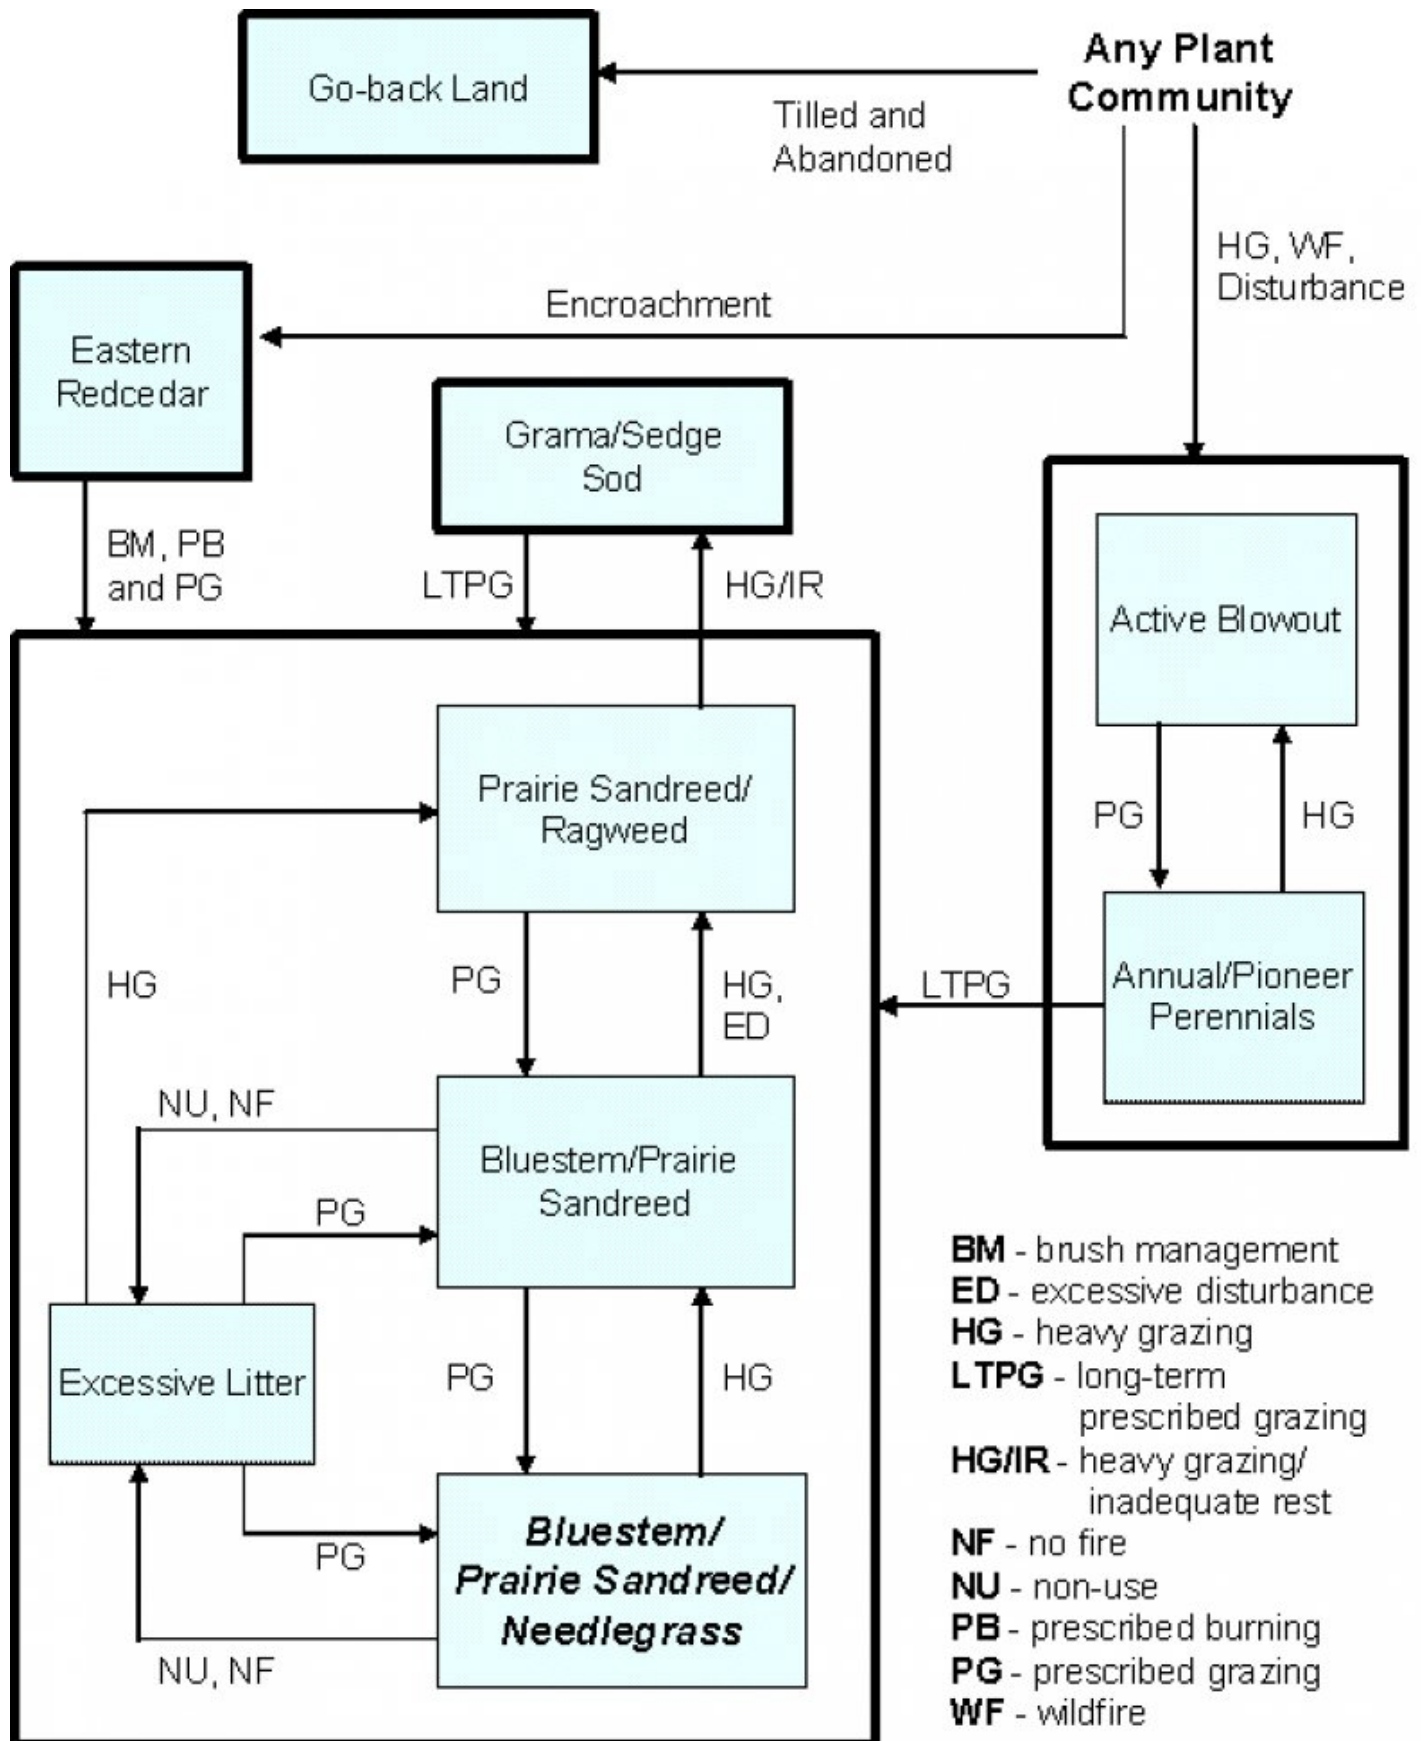 Go-back Land
Any Plant
Community
Tilled and
Abandoned
HG, WF,
Disturbance
Encroachment
Eastern
Redcedar
Grama/Sedge
Sod
BM, PB
and PG
LTPG
HG/IR
Active Blowout
Prairie Sandreed/
Ragweed
PG
HG
Annual/Pioneer
Perennials
LTPG
HG
PG
HG,
ED
NU, NF
Bluestem/Prairie
Sandreed
PG
Excessive Litter
PG
HG
Bluestem/
Prairie Sandreed/
Needlegrass
PG
NU, NF
BM - brush management
ED - excessive disturbance
HG - heavy grazing
LTPG - long-term
prescribed grazing
HG/IR - heavy grazing/
inadequate rest
NF - no fire
NU - non-use
PB - prescribed burning
PG - prescribed grazing
WF - wildfire